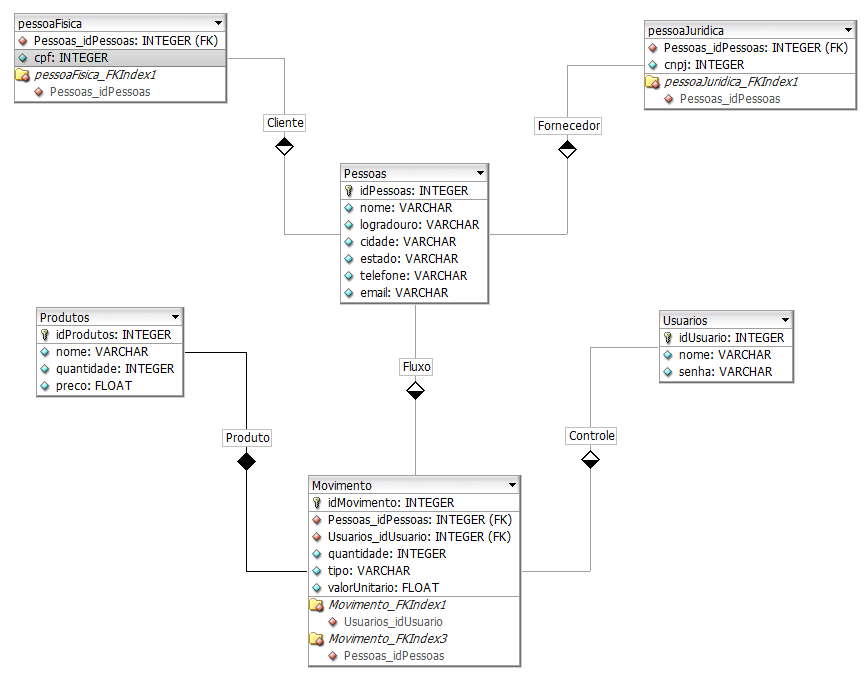 pessoaFisica
Pessoas_idPessoas: INTEGER (FK)
cpf: INTEGER
pessoaFisica_FKIndex1
Pessoas_idPessoas
pessoaJuridica
Pessoas_idPessoas: INTEGER (FK)
cnpj: INTEGER
pessoaJuridica_FKIndex1
Pessoas_idPessoas
Cliente
Fornecedor
Pessoas
idPessoas: INTEGER
nome: VARCHAR
logradouro: VARCHAR
cidade: VARCHAR
estado: VARCHAR
telefone: VARCHAR
email: VARCHAR
Produtos
idProdutos: INTEGER
nome: VARCHAR
quantidade: INTEGER
preco: FLOAT
Usuarios
idUsuario: INTEGER
nome: VARCHAR
senha: VARCHAR
Fluxo
Produto
Controle
Movimento
idMovimento: INTEGER
Pessoas_idPessoas: INTEGER (FK)
Usuarios_idUsuario: INTEGER (FK)
quantidade: INTEGER
tipo: VARCHAR
valorUnitario: FLOAT
Movimento_FKIndex1
Usuarios_idUsuario
Movimento_FKIndex3
Pessoas_idPessoas